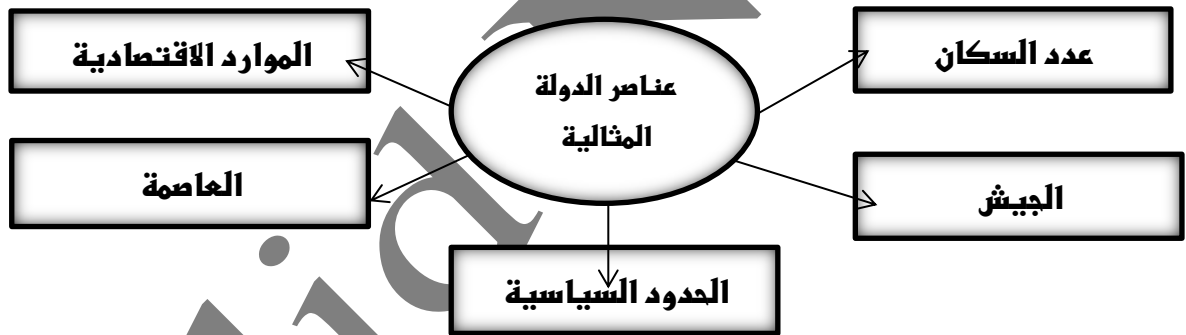 عدد السكان
عناصر الدولة
المثالية
الموارد الاقتصادية
الجيش
العاصمة
الحدود السياسية